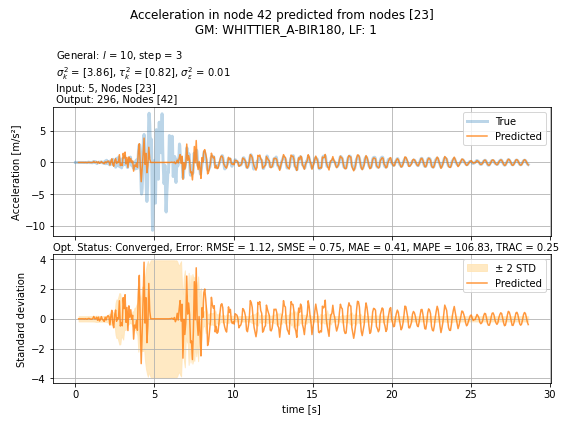 Acceleration in node 42 predicted from nodes [23]
GM: WHITTIER_A-BIR180, LF: 1
General: l = 10, step = 3
σ²ₖ = [3.86], τ²ₖ = [0.82], σ²ε = 0.01
Input: 5, Nodes [23]
Output: 296, Nodes [42]
Acceleration [m/s²]
5
0
−5
−10
True
Predicted
Opt. Status: Converged, Error: RMSE = 1.12, SMSE = 0.75, MAE = 0.41, MAPE = 106.83, TRAC = 0.25
Standard deviation
4
2
0
−2
−4
± 2 STD
Predicted
0 5 10 15 20 25 30
time [s]